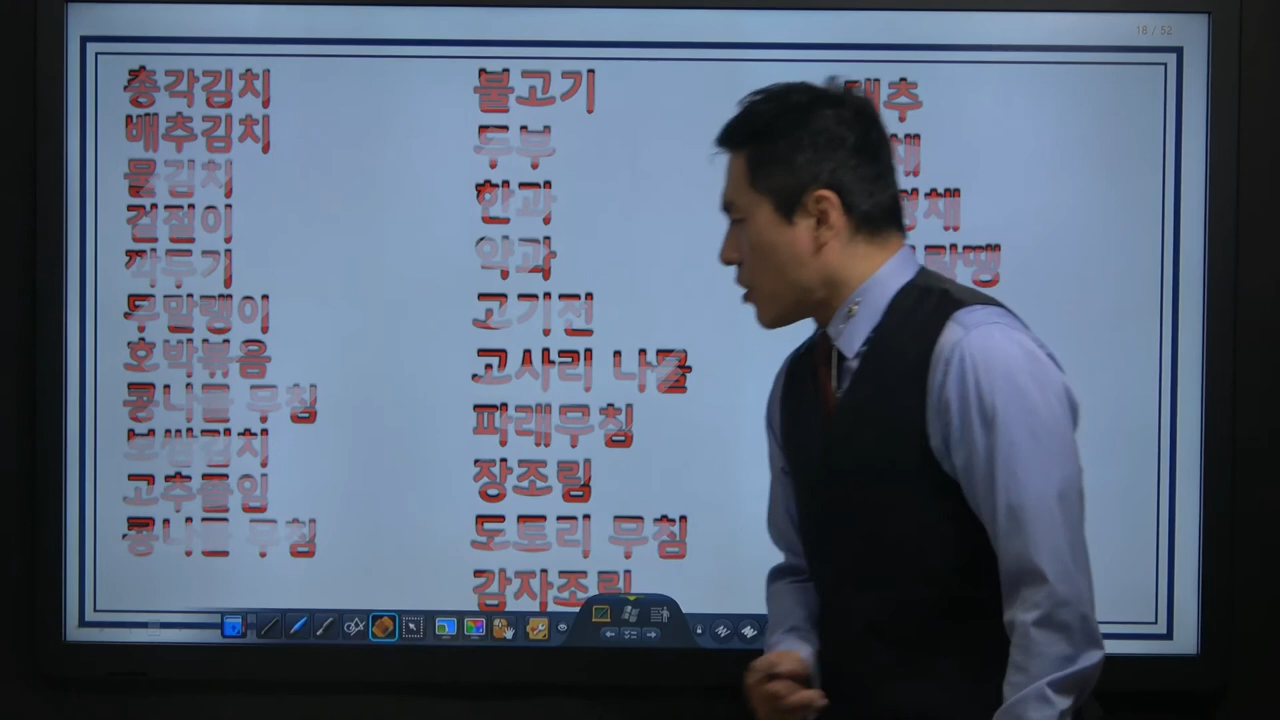 18 / 52
총각김치
배추김치
물김치
겉절이
깍두기
무말랭이
호박볶음
콩나물 무침
보쌈김치
고추졸임
콩나물 무침
불고기
두부
한과
약과
고기전
고사리 나물
파래무침
장조림
도토리 무침
감자조림